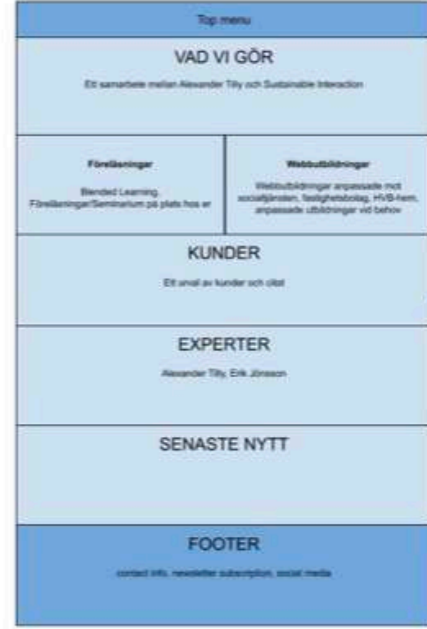 Top menu
VAD VI GÖR
Ett samarbete mellan Alexander Tilly och Sustainable Interaction
Föreläsningar
Blended Learning.
Föreläsningar/Seminarium på plats hos er
Webbutbildningar
Webbutbildningar anpassade mot
socialtjänsten, fastighetsbolag, HVB-hem,
anpassade utbildningar vid behov
KUNDER
Ett urval av kunder och citat
EXPERTER
Alexander Tilly, Erik Jönsson
SENASTE NYTT
FOOTER
contact info, newsletter subscription, social media